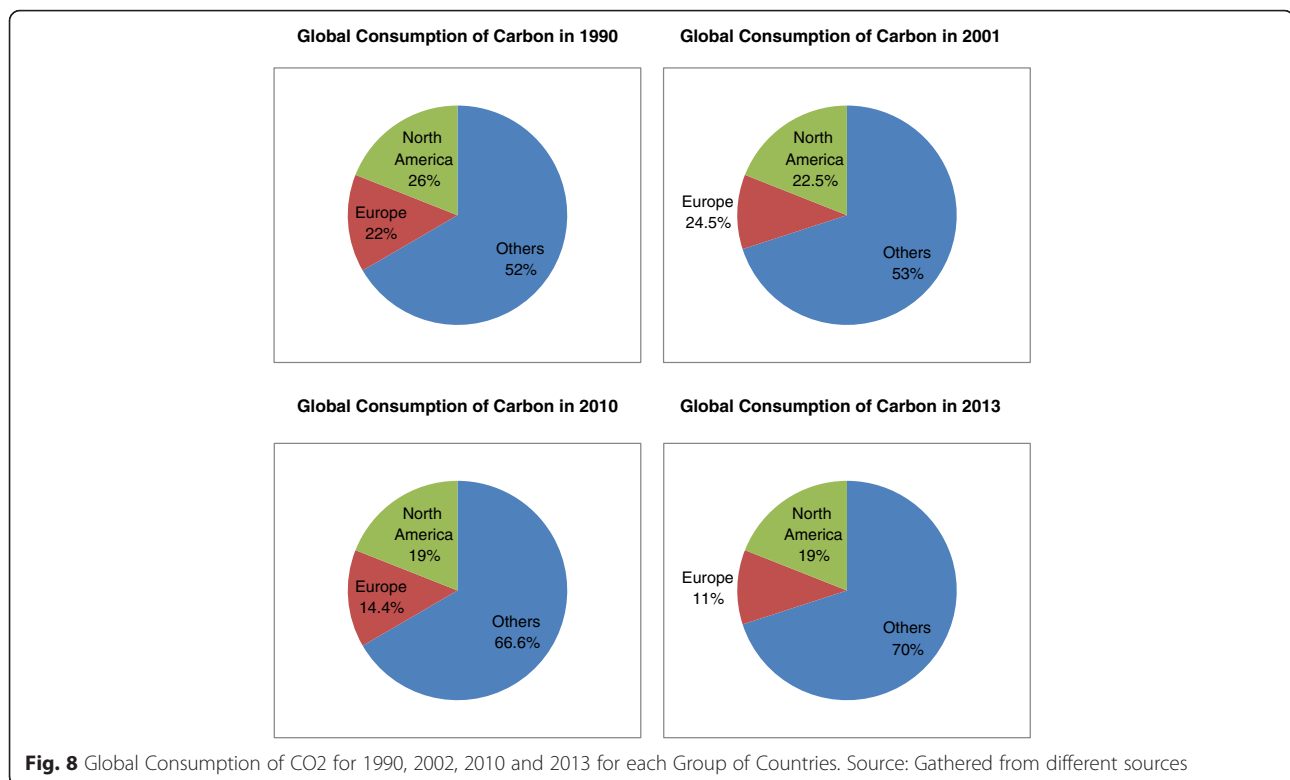 Global Consumption of Carbon in 1990
North
America
26%
Europe
22%
Others
52%
Global Consumption of Carbon in 2001
North
America
22.5%
Europe
24.5%
Others
53%
Global Consumption of Carbon in 2010
North
America
19%
Europe
14.4%
Others
66.6%
Global Consumption of Carbon in 2013
North
America
19%
Europe
11%
Others
70%
Fig. 8 Global Consumption of CO2 for 1990, 2002, 2010 and 2013 for each Group of Countries. Source: Gathered from different sources